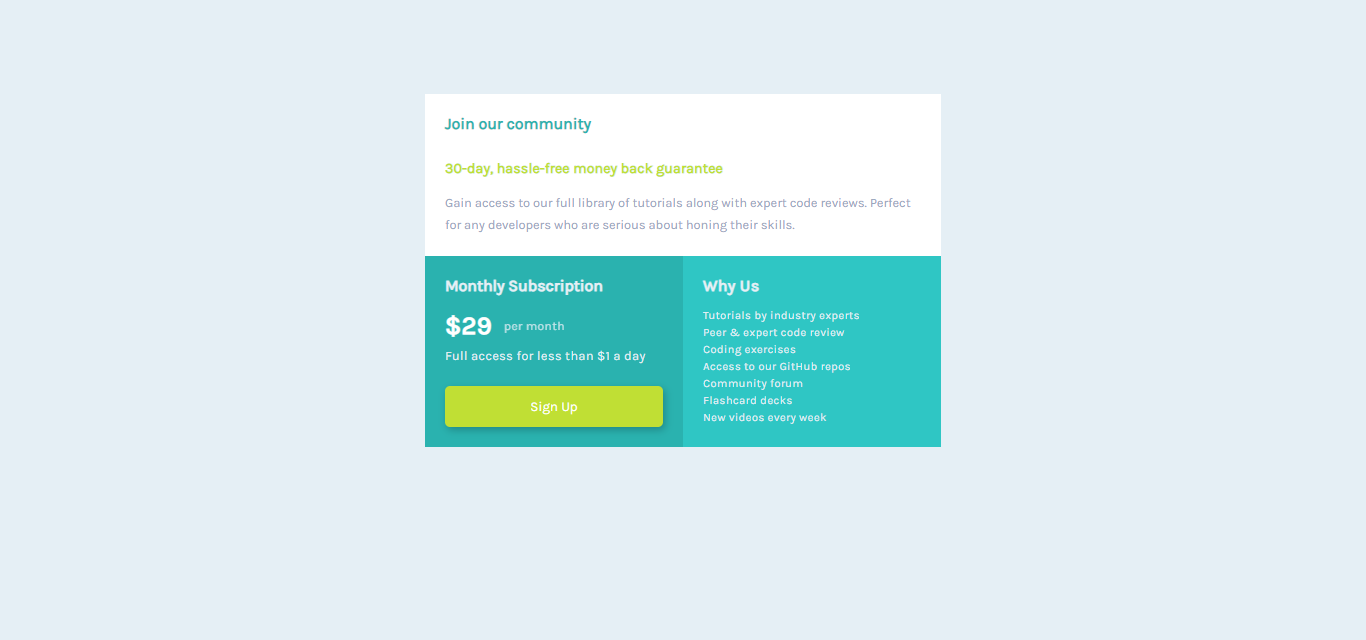 Join our community
30-day, hassle-free money back guarantee
Gain access to our full library of tutorials along with expert code reviews. Perfect
for any developers who are serious about honing their skills.
Monthly Subscription
$29 per month
Full access for less than $1 a day
Sign Up
Why Us
Tutorials by industry experts
Peer & expert code review
Coding exercises
Access to our GitHub repos
Community forum
Flashcard decks
New videos every week